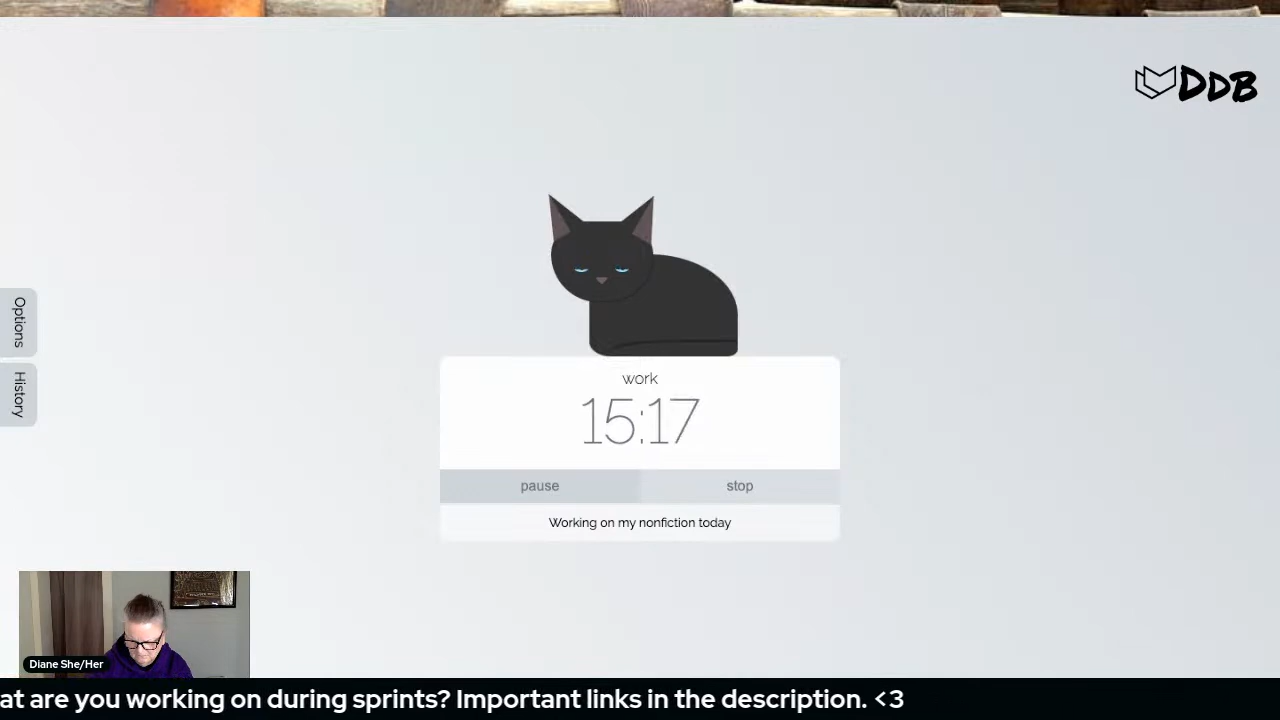 DDB
Options
History
work
15:17
pause
stop
Working on my nonfiction today
Diane She/Her
at are you working on during sprints? Important links in the description. <3